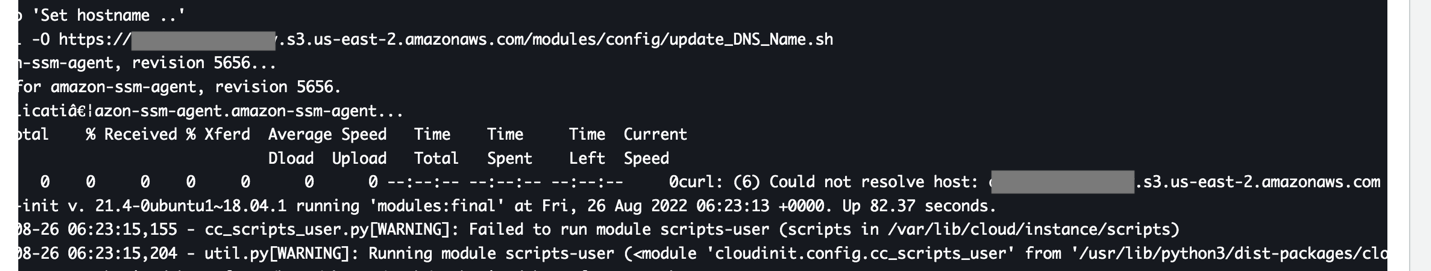 'Set hostname ..'
-O https:// .s3.us-east-2.amazonaws.com/modules/config/update_DNS_Name.sh
-ssm-agent, revision 5656...
for amazon-ssm-agent, revision 5656.
licatiâ€¦azon-ssm-agent.amazon-ssm-agent...
otal % Received % Xferd Average Speed Time Time Time Current
Dload Upload Total Spent Left Speed
0 0 0 0 0 0 0 --:--:-- --:--:-- --:--:-- 0curl: (6) Could not resolve host: .s3.us-east-2.amazonaws.com
-init v. 21.4-0ubuntu1~18.04.1 running 'modules:final' at Fri, 26 Aug 2022 06:23:13 +0000. Up 82.37 seconds.
08-26 06:23:15,155 - cc_scripts_user.py[WARNING]: Failed to run module scripts-user (scripts in /var/lib/cloud/instance/scripts)
08-26 06:23:15,204 - util.py[WARNING]: Running module scripts-user (<module 'cloudinit.config.cc_scripts_user' from '/usr/lib/python3/dist-packages/clo